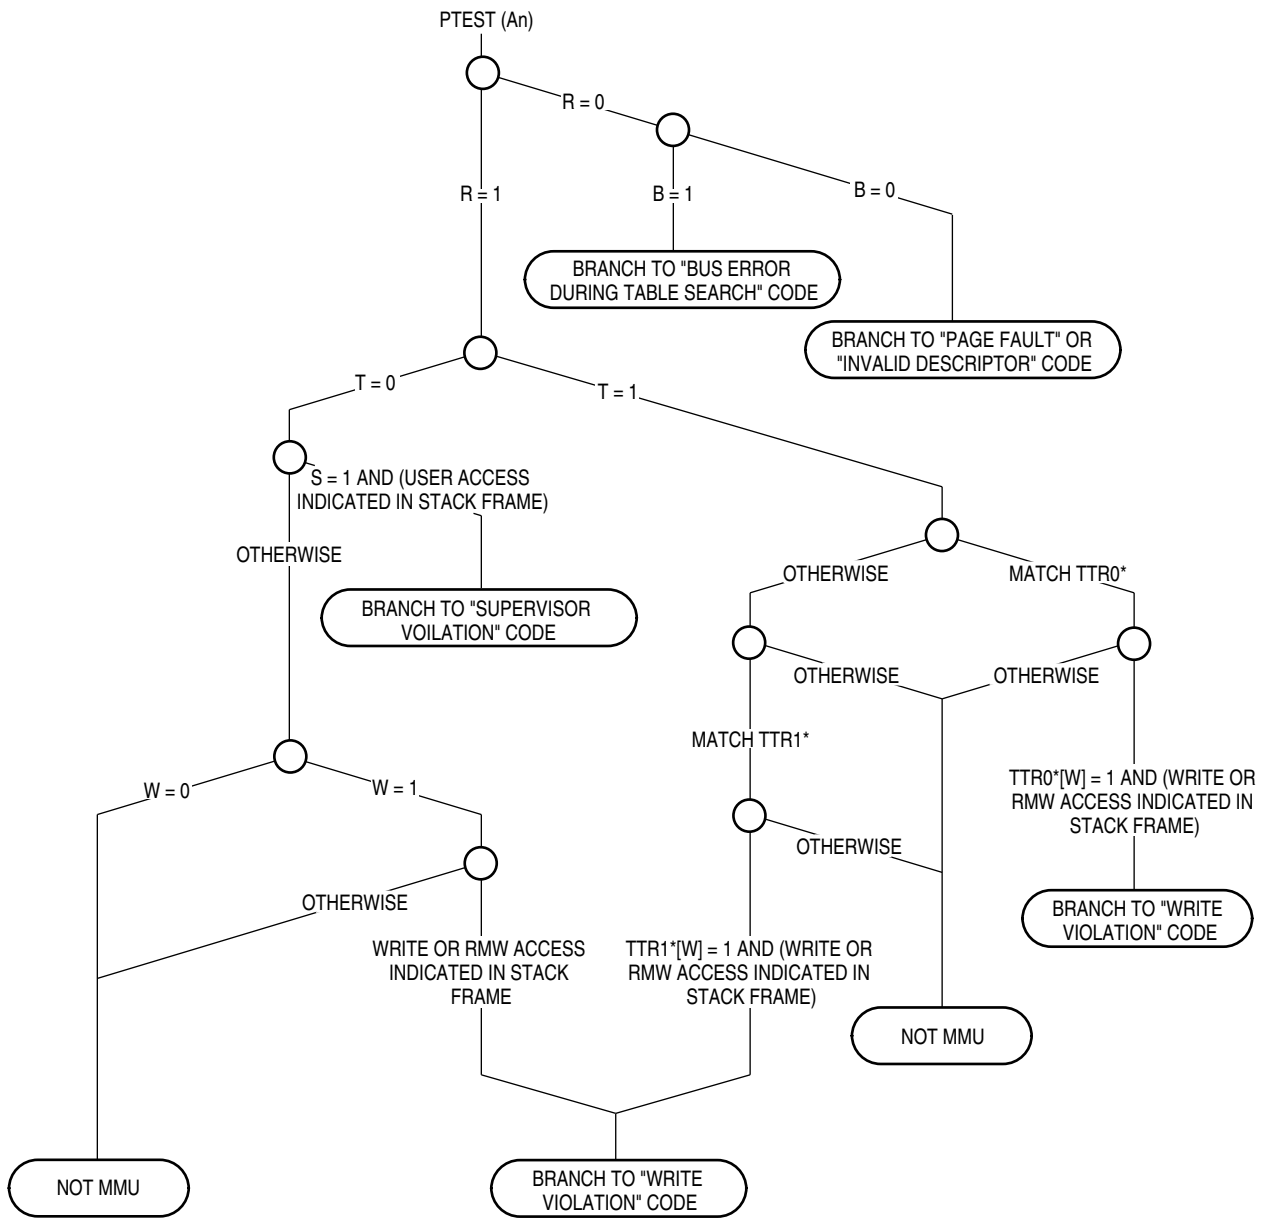 PTEST (An)
R = 0
R = 1
B = 1
B = 0
BRANCH TO "BUS ERROR
DURING TABLE SEARCH" CODE
BRANCH TO "PAGE FAULT" OR
"INVALID DESCRIPTOR" CODE
T = 0
T = 1
S = 1 AND (USER ACCESS
INDICATED IN STACK FRAME)
OTHERWISE
BRANCH TO "SUPERVISOR
VOILATION" CODE
OTHERWISE
MATCH TTR0*
OTHERWISE
OTHERWISE
MATCH TTR1*
TTR0*[W] = 1 AND (WRITE OR
RMW ACCESS INDICATED IN
STACK FRAME)
W = 0
W = 1
OTHERWISE
OTHERWISE
BRANCH TO "WRITE
VIOLATION" CODE
WRITE OR RMW ACCESS
INDICATED IN STACK
FRAME
TTR1*[W] = 1 AND (WRITE OR
RMW ACCESS INDICATED IN
STACK FRAME)
NOT MMU
NOT MMU
BRANCH TO "WRITE
VIOLATION" CODE